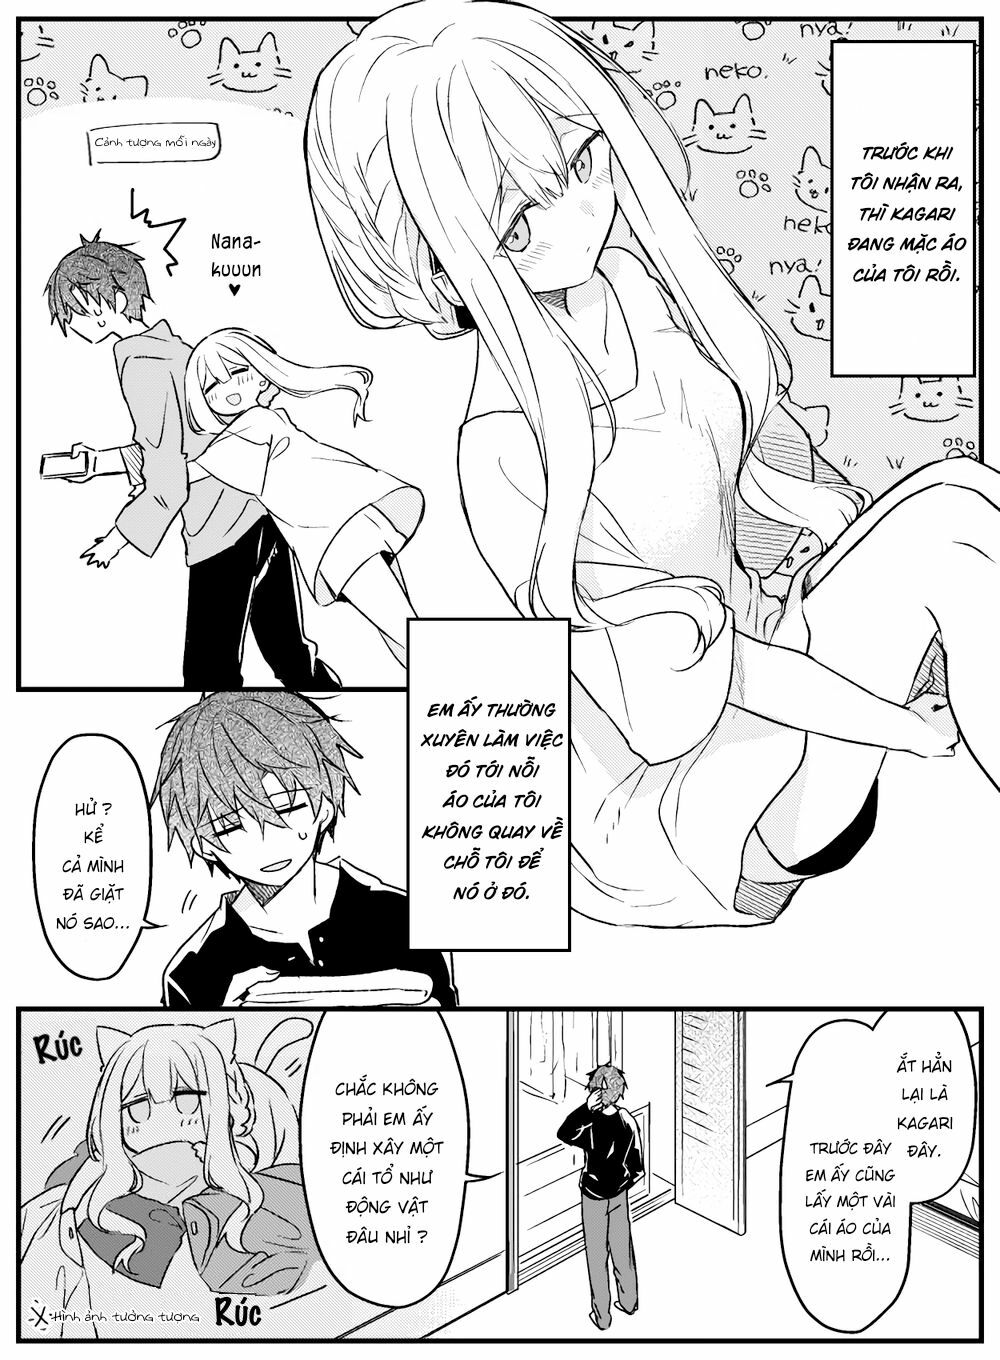 nya!
neko.
neko
nya!
TRƯỚC KHI
TÔI NHẬN RA,
THÌ KAGARI
ĐANG MẶC ÁO
CỦA TÔI RỒI.
Cảnh tượng mỗi ngày
Nana-
kuuun
♥
EM ẤY THƯỜNG
XUYÊN LÀM VIỆC
ĐÓ TỚI NỖI
ÁO CỦA TÔI
KHÔNG QUAY VỀ
CHỖ TÔI ĐỂ
NÓ Ở ĐÓ.
HỬ ?
KỂ
CẢ MÌNH
ĐÃ GIẶT
NÓ SAO...
ẮT HẲN
LẠI LÀ
KAGARI
ĐÂY.
TRƯỚC ĐÂY
EM ẤY CŨNG
LẤY MỘT VÀI
CÁI ÁO CỦA
MÌNH RỒI...
CHẮC KHÔNG
PHẢI EM ẤY
ĐỊNH XÂY MỘT
CÁI TỔ NHƯ
ĐỘNG VẬT
ĐÂU NHỈ ?
Rúc
Rúc
※Hình ảnh tưởng tượng